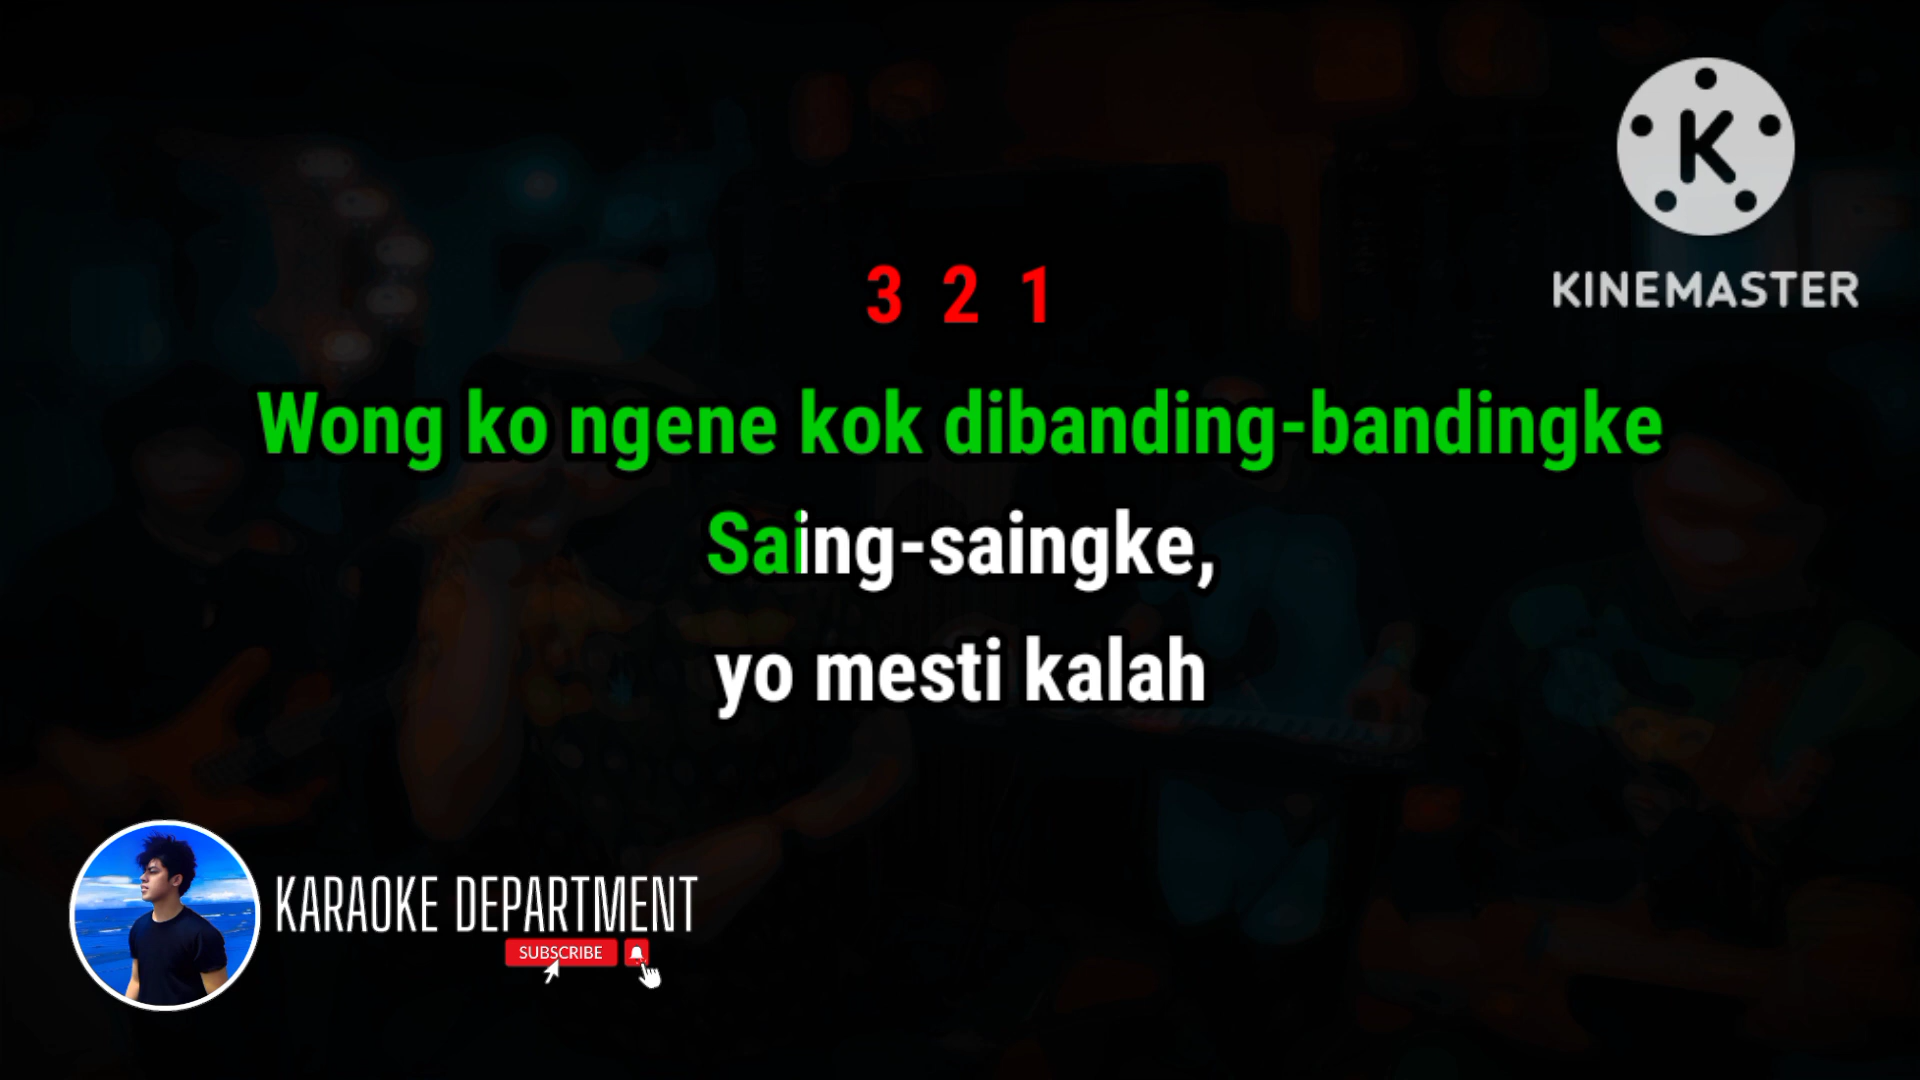 K
KINEMASTER
3 2 1
Wong ko ngene kok dibanding-bandingke
Saing-saingke,
yo mesti kalah
KARAOKE DEPARTMENT
SUBSCRIBE